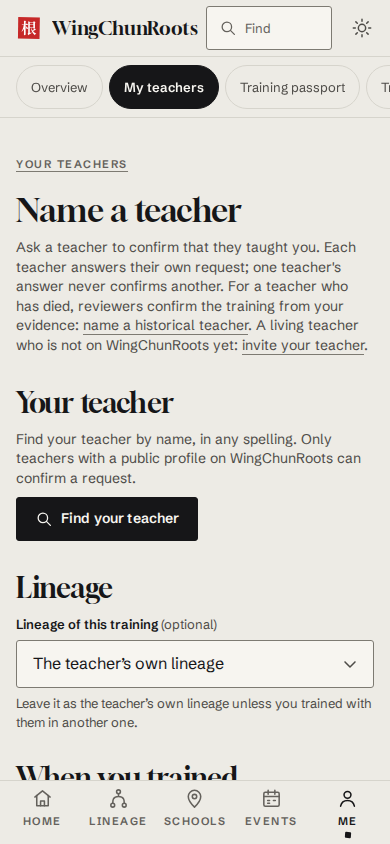 根 WingChunRoots Find
Overview My teachers Training passport Tr
YOUR TEACHERS
Name a teacher
Ask a teacher to confirm that they taught you. Each
teacher answers their own request; one teacher's
answer never confirms another. For a teacher who
has died, reviewers confirm the training from your
evidence: name a historical teacher. A living teacher
who is not on WingChunRoots yet: invite your teacher.
Your teacher
Find your teacher by name, in any spelling. Only
teachers with a public profile on WingChunRoots can
confirm a request.
Find your teacher
Lineage
Lineage of this training (optional)
The teacher’s own lineage
Leave it as the teacher’s own lineage unless you trained with
them in another one.
When you trained
HOME LINEAGE SCHOOLS EVENTS ME